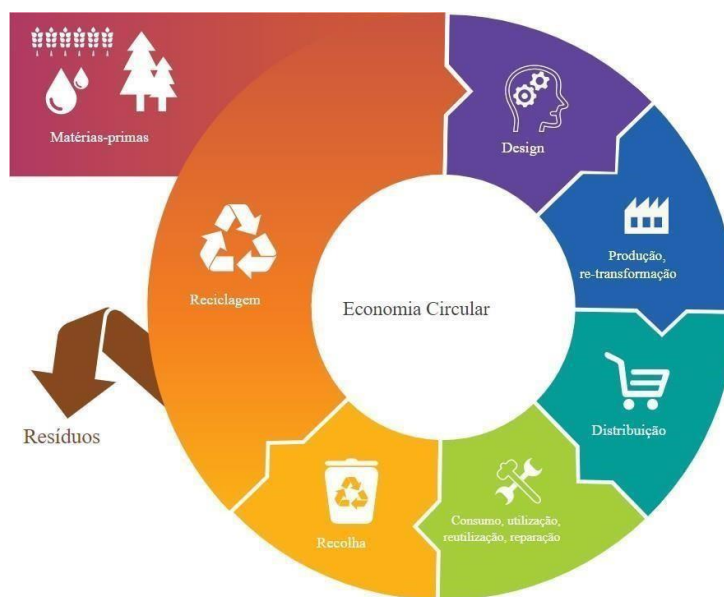 Matérias-primas
Design
Produção,
re-transformação
Reciclagem
Economia Circular
Distribuição
Resíduos
Consumo, utilização,
reutilização, reparação
Recolha